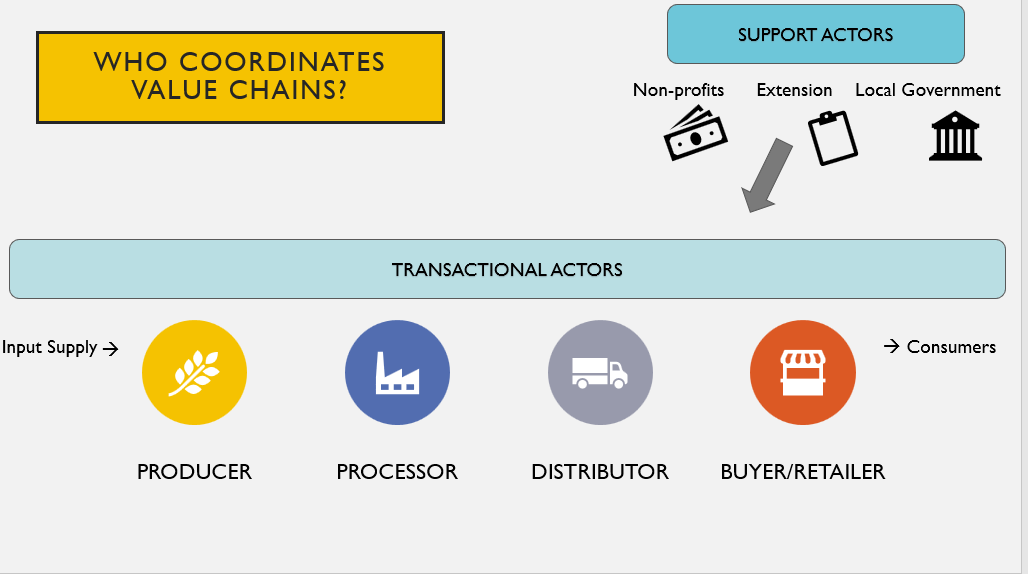 WHO COORDINATES
VALUE CHAINS?
SUPPORT ACTORS
Non-profits Extension Local Government
TRANSACTIONAL ACTORS
Input Supply → → Consumers
PRODUCER PROCESSOR DISTRIBUTOR BUYER/RETAILER